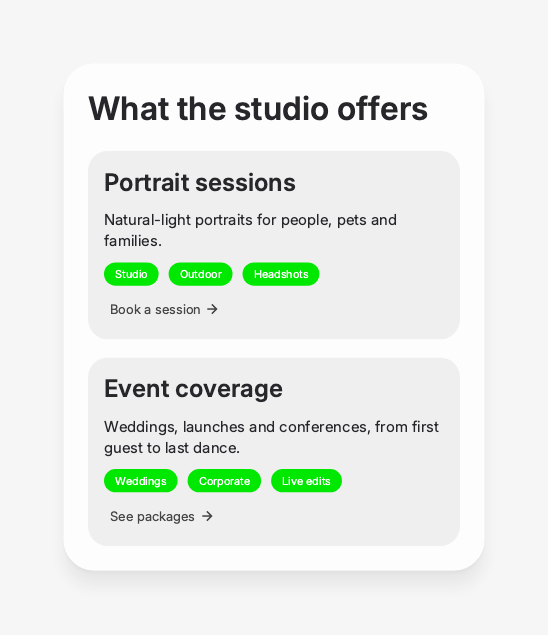 What the studio offers
Portrait sessions
Natural-light portraits for people, pets and
families.
Studio Outdoor Headshots
Book a session →
Event coverage
Weddings, launches and conferences, from first
guest to last dance.
Weddings Corporate Live edits
See packages →